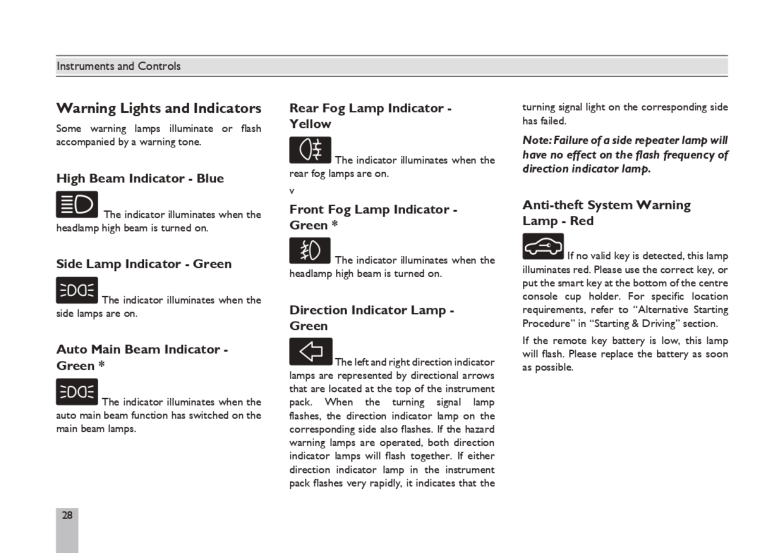 Instruments and Controls
Warning Lights and Indicators
Some warning lamps illuminate or flash
accompanied by a warning tone.
High Beam Indicator - Blue
The indicator illuminates when the
headlamp high beam is turned on.
Side Lamp Indicator - Green
The indicator illuminates when the
side lamps are on.
Auto Main Beam Indicator -
Green *
The indicator illuminates when the
auto main beam function has switched on the
main beam lamps.
Rear Fog Lamp Indicator -
Yellow
The indicator illuminates when the
rear fog lamps are on.
v
Front Fog Lamp Indicator -
Green *
The indicator illuminates when the
headlamp high beam is turned on.
Direction Indicator Lamp -
Green
The left and right direction indicator
lamps are represented by directional arrows
that are located at the top of the instrument
pack. When the turning signal lamp
flashes, the direction indicator lamp on the
corresponding side also flashes. If the hazard
warning lamps are operated, both direction
indicator lamps will flash together. If either
direction indicator lamp in the instrument
pack flashes very rapidly, it indicates that the
turning signal light on the corresponding side
has failed.
Note: Failure of a side repeater lamp will
have no effect on the flash frequency of
direction indicator lamp.
Anti-theft System Warning
Lamp - Red
If no valid key is detected, this lamp
illuminates red. Please use the correct key, or
put the smart key at the bottom of the centre
console cup holder. For specific location
requirements, refer to “Alternative Starting
Procedure” in “Starting & Driving” section.
If the remote key battery is low, this lamp
will flash. Please replace the battery as soon
as possible.
28